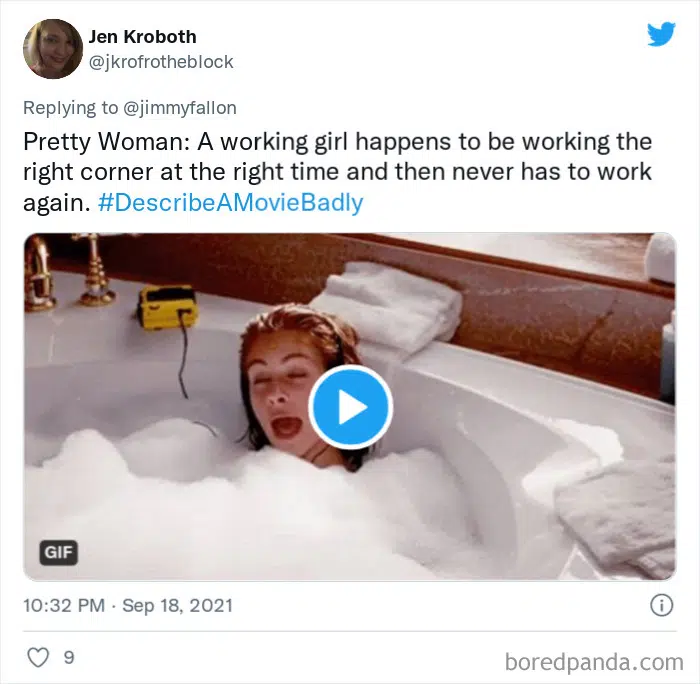 Jen Kroboth
@jkrofrotheblock
Replying to @jimmyfallon
Pretty Woman: A working girl happens to be working the
right corner at the right time and then never has to work
again. #DescribeAMovieBadly
GIF
10:32 PM · Sep 18, 2021
9
boredpanda.com